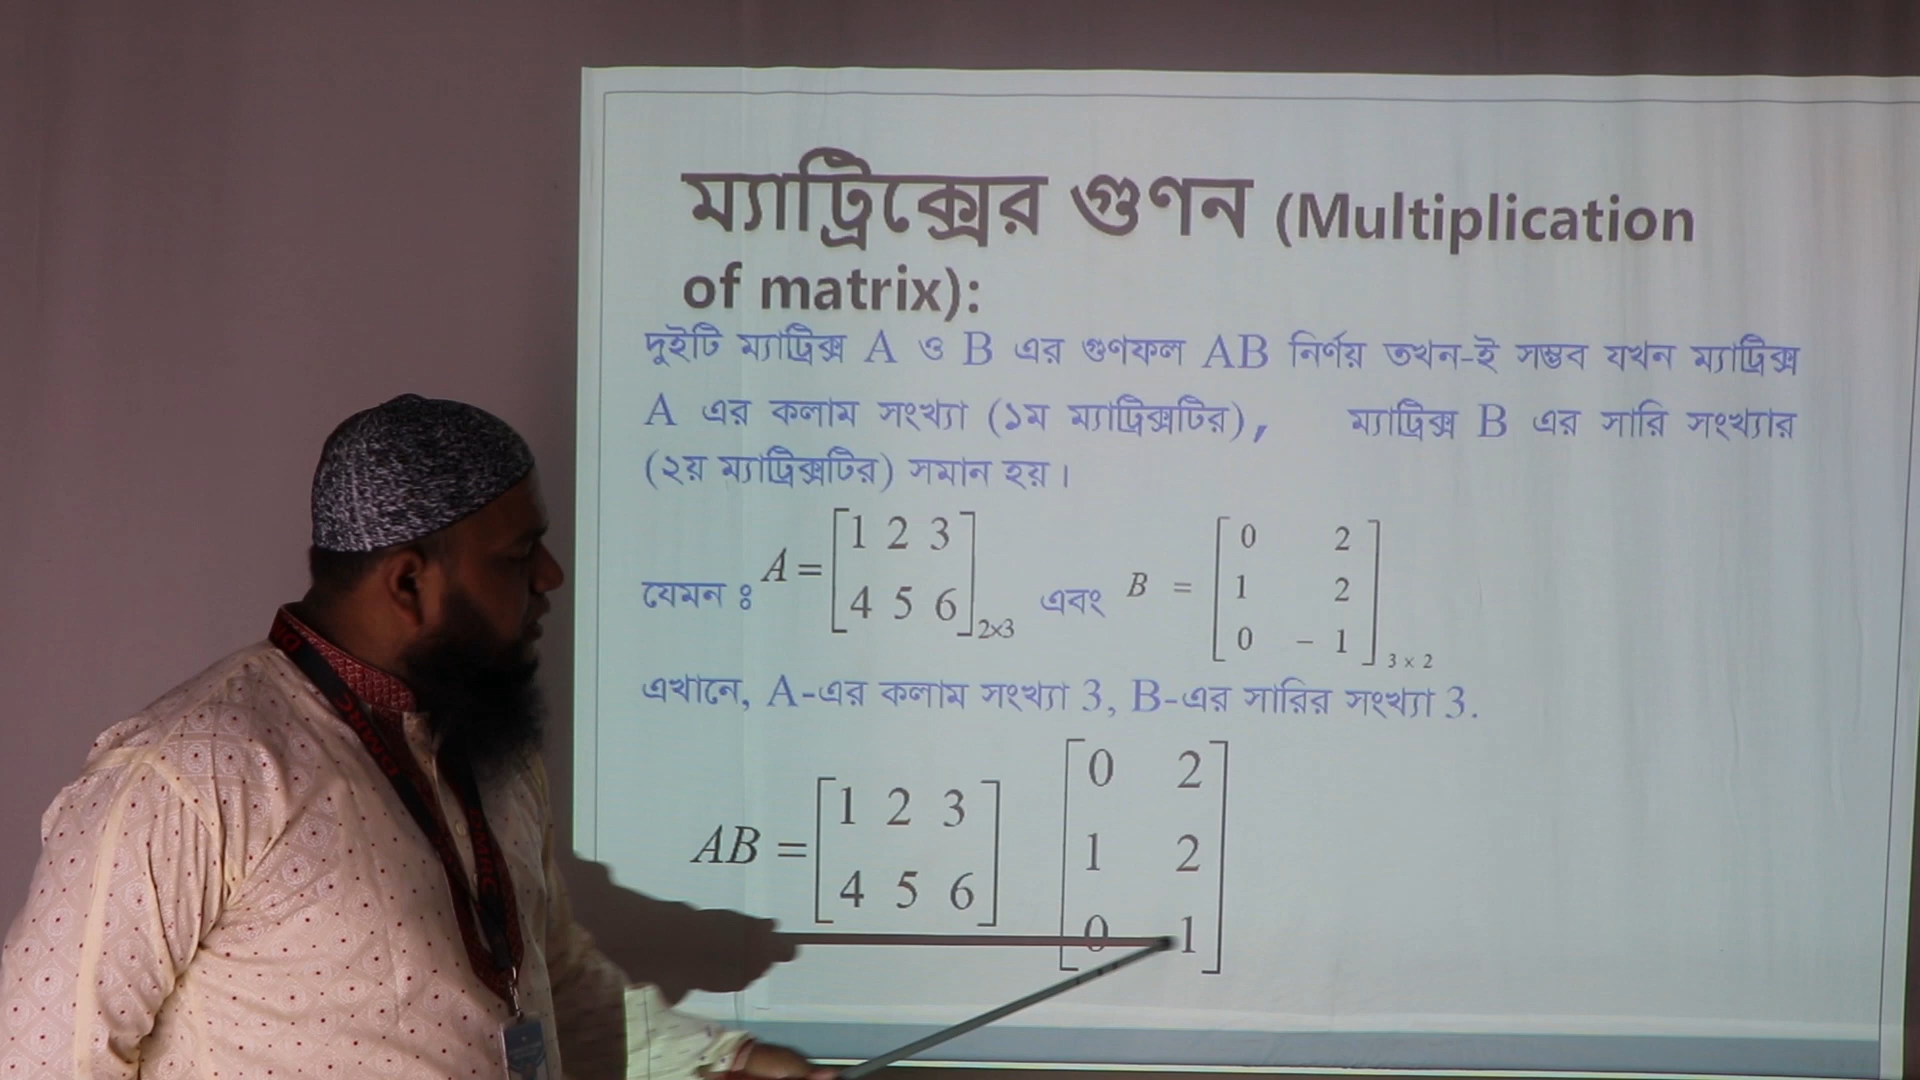 ম্যাট্রিক্সের গুণন (Multiplication
of matrix):
দুইটি ম্যাট্রিক্স A ও B এর গুণফল AB নির্ণয় তখন-ই সম্ভব যখন ম্যাট্রিক্স
A এর কলাম সংখ্যা (১ম ম্যাট্রিক্সটির), ম্যাট্রিক্স B এর সারি সংখ্যার
(২য় ম্যাট্রিক্সটির) সমান হয়।
যেমন ঃ A = [1 2 3
4 5 6] 2×3 এবং B = [0 2
1 2
0 - 1] 3 × 2
এখানে, A-এর কলাম সংখ্যা 3, B-এর সারির সংখ্যা 3.
AB = [1 2 3
4 5 6] [0 2
1 2
0 1]